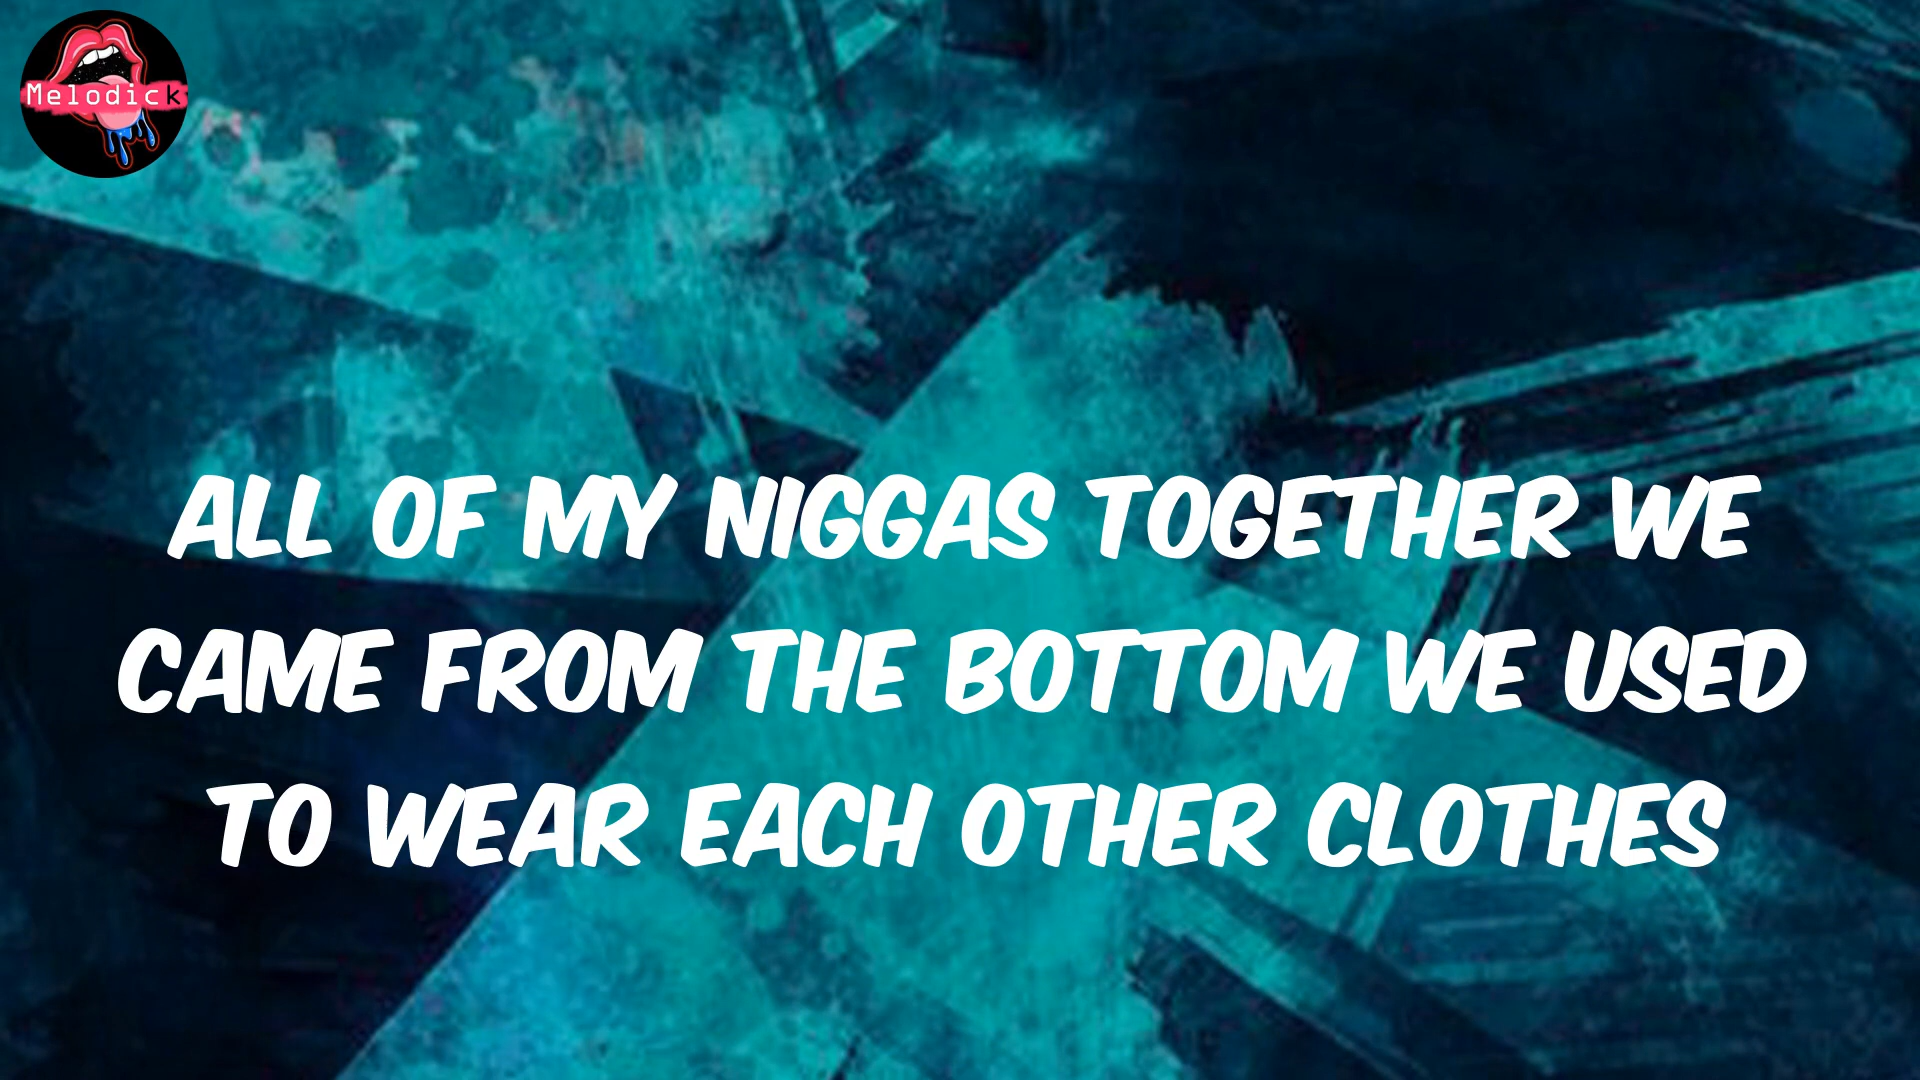 Melodick
ALL OF MY NIGGAS TOGETHER WE
CAME FROM THE BOTTOM WE USED
TO WEAR EACH OTHER CLOTHES